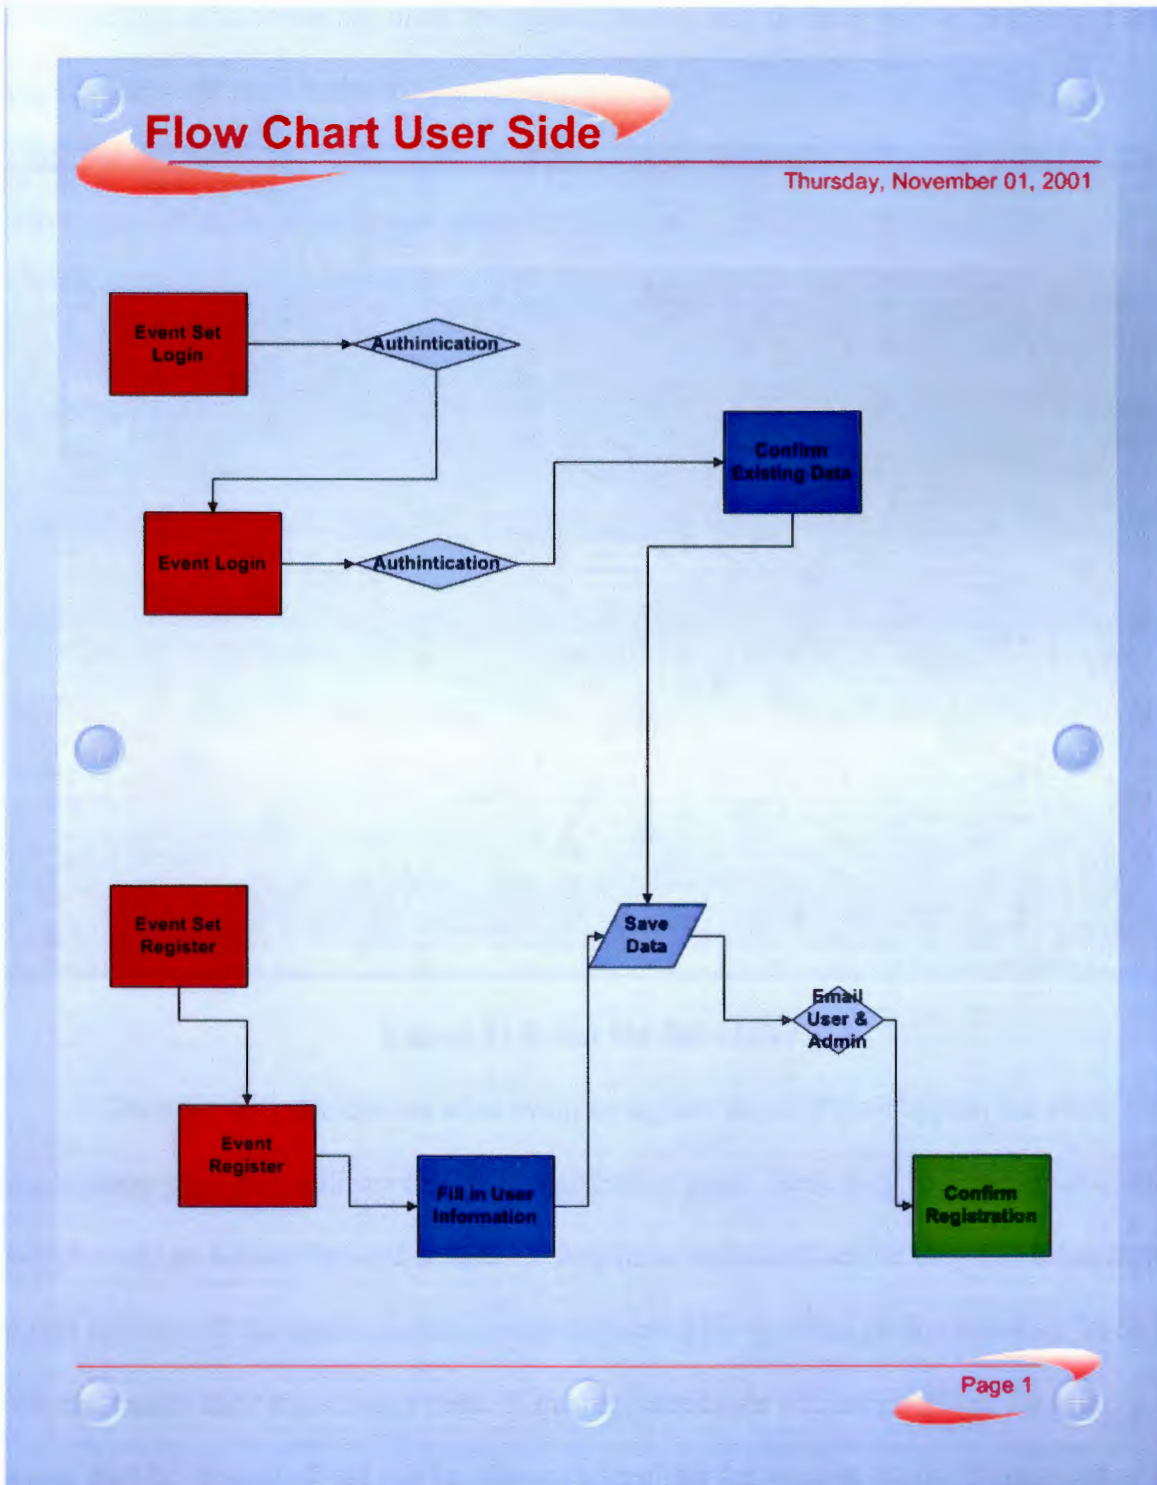 Flow Chart User Side
Thursday, November 01, 2001
Event Set
Login
Authintication
Confirm
Existing Data
Event Login
Authintication
Event Set
Register
Save
Data
Email
User &
Admin
Event
Register
Fill in User
Information
Confirm
Registration
Page 1